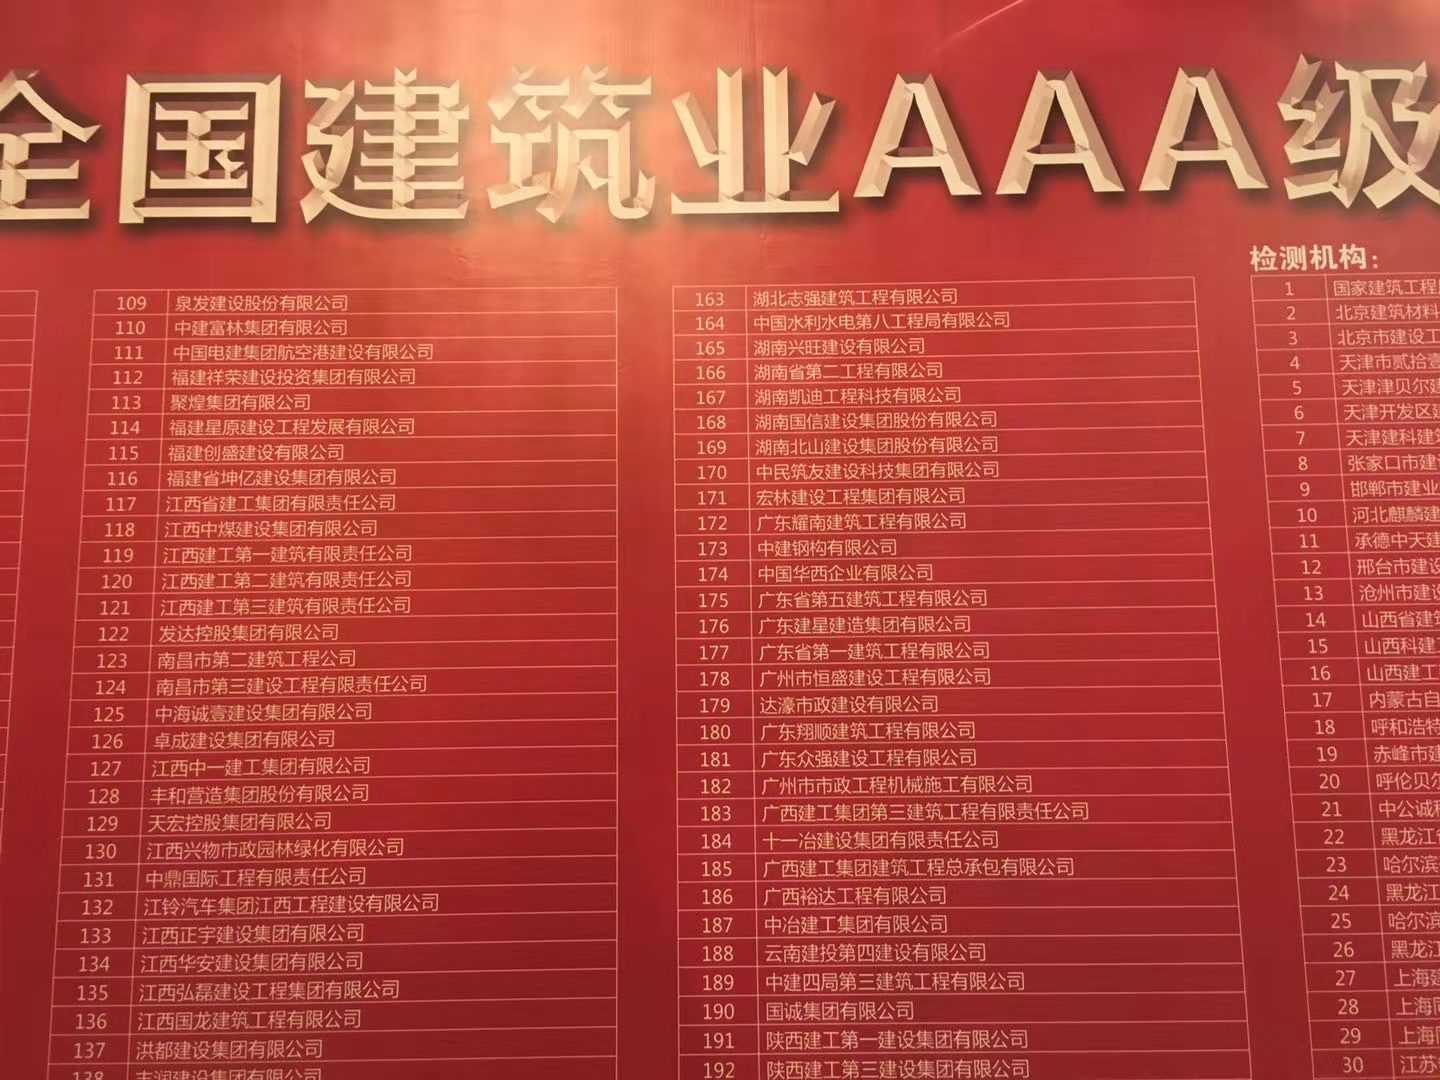 全国建筑业AAA级
109 泉发建设股份有限公司
110 中建富林集团有限公司
111 中国电建集团航空港建设有限公司
112 福建祥荣建设投资集团有限公司
113 聚煌集团有限公司
114 福建星原建设工程发展有限公司
115 福建创盛建设有限公司
116 福建省坤亿建设集团有限公司
117 江西省建工集团有限责任公司
118 江西中煤建设集团有限公司
119 江西建工第一建筑有限责任公司
120 江西建工第二建筑有限责任公司
121 江西建工第三建筑有限责任公司
122 发达控股集团有限公司
123 南昌市第二建筑工程公司
124 南昌市第三建设工程有限责任公司
125 中海诚壹建设集团有限公司
126 卓成建设集团有限公司
127 江西中一建工集团有限公司
128 丰和营造集团股份有限公司
129 天宏控股集团有限公司
130 江西兴物市政园林绿化有限公司
131 中鼎国际工程有限责任公司
132 江铃汽车集团江西工程建设有限公司
133 江西正宇建设集团有限公司
134 江西华安建设集团有限公司
135 江西弘磊建设工程集团有限公司
136 江西国龙建筑工程有限公司
137 洪都建设集团有限公司
138 丰润建设集团有限公司
163 湖北志强建筑工程有限公司
164 中国水利水电第八工程局有限公司
165 湖南兴旺建设有限公司
166 湖南省第二工程有限公司
167 湖南凯迪工程科技有限公司
168 湖南国信建设集团股份有限公司
169 湖南北山建设集团股份有限公司
170 中民筑友建设科技集团有限公司
171 宏林建设工程集团有限公司
172 广东耀南建筑工程有限公司
173 中建钢构有限公司
174 中国华西企业有限公司
175 广东省第五建筑工程有限公司
176 广东建星建造集团有限公司
177 广东省第一建筑工程有限公司
178 广州市恒盛建设工程有限公司
179 达濠市政建设有限公司
180 广东翔顺建筑工程有限公司
181 广东众强建设工程有限公司
182 广州市市政工程机械施工有限公司
183 广西建工集团第三建筑工程有限责任公司
184 十一冶建设集团有限责任公司
185 广西建工集团建筑工程总承包有限公司
186 广西裕达工程有限公司
187 中冶建工集团有限公司
188 云南建投第四建设有限公司
189 中建四局第三建筑工程有限公司
190 国诚集团有限公司
191 陕西建工第一建设集团有限公司
192 陕西建工第三建设集团有限公司
检测机构：
1 国家建筑工程
2 北京建筑材料
3 北京市建设工
4 天津市贰拾壹
5 天津津贝尔建
6 天津开发区建
7 天津建科建筑
8 张家口市建设
9 邯郸市建业
10 河北麒麟建
11 承德中天建
12 邢台市建设
13 沧州市建设
14 山西省建筑
15 山西科建工
16 山西建工
17 内蒙古自
18 呼和浩特
19 赤峰市建
20 呼伦贝尔
21 中公诚科
22 黑龙江省
23 哈尔滨
24 黑龙江
25 哈尔滨
26 黑龙江
27 上海建
28 上海同
29 上海同
30 江苏